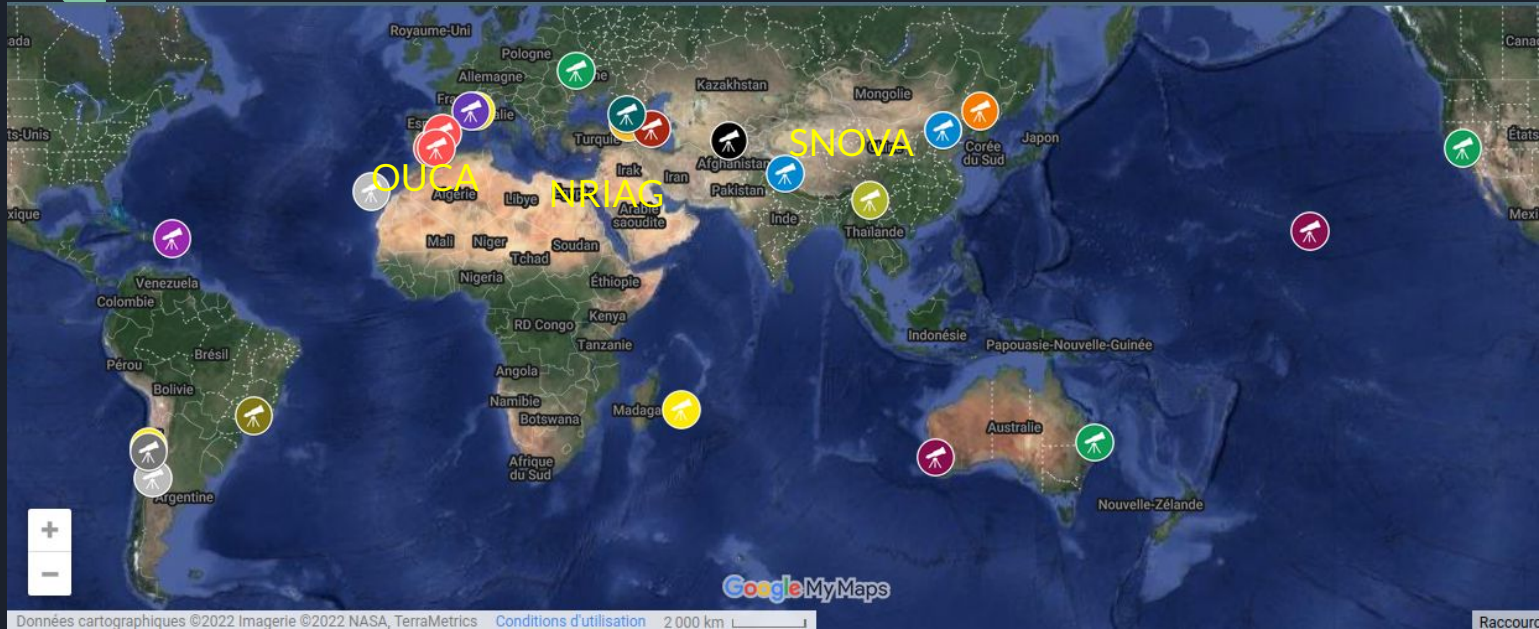 Royaume-Uni
ada
Cana
Pologne
ne
Allemagne
Kazakhstan
Mongolie
Fra
alie
ts-Unis
Esp
Turquie
SNOVA
Japon
États
Corée
du Sud
Afghanistan
OUCA
NRIAG
Irak
Iran
Pakistan
Algérie
Libye
Arabie
saoudite
Inde
xique
Mexi
Thaïlande
Mali
Niger
Soudan
Tchad
Nigeria
Éthiopie
Venezuela
Colombie
Kenya
RD Congo
Indonésie
Tanzanie
Papouasie-Nouvelle-Guinée
Brésil
Pérou
Angola
Bolivie
Namibie
Madaga
Botswana
Australie
Afrique
du Sud
Argentine
Nouvelle-Zélande
+
−
Google My Maps
Données cartographiques ©2022 Imagerie ©2022 NASA, TerraMetrics Conditions d'utilisation 2 000 km
Raccour